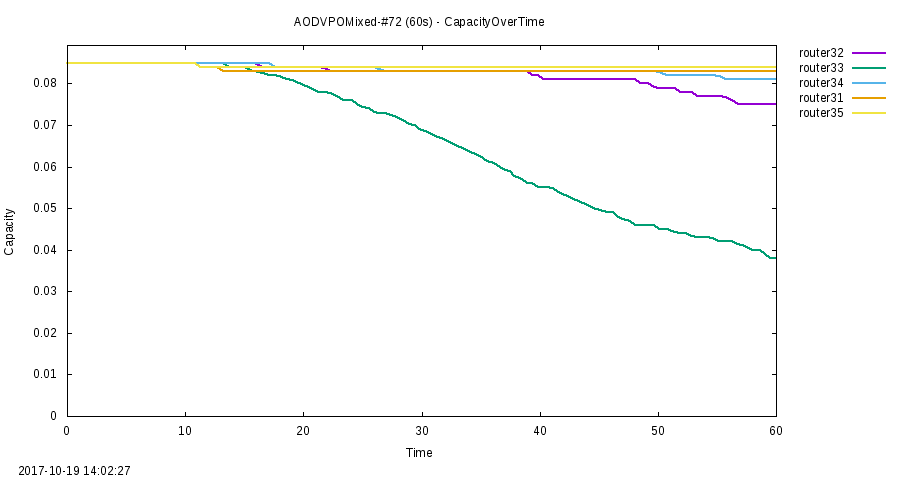 AODVPOMixed-#72 (60s) - CapacityOverTime
router32
router33
router34
router31
router35
0.08
0.07
0.06
0.05
0.04
0.03
0.02
0.01
0
Capacity
0 10 20 30 40 50 60
Time
2017-10-19 14:02:27